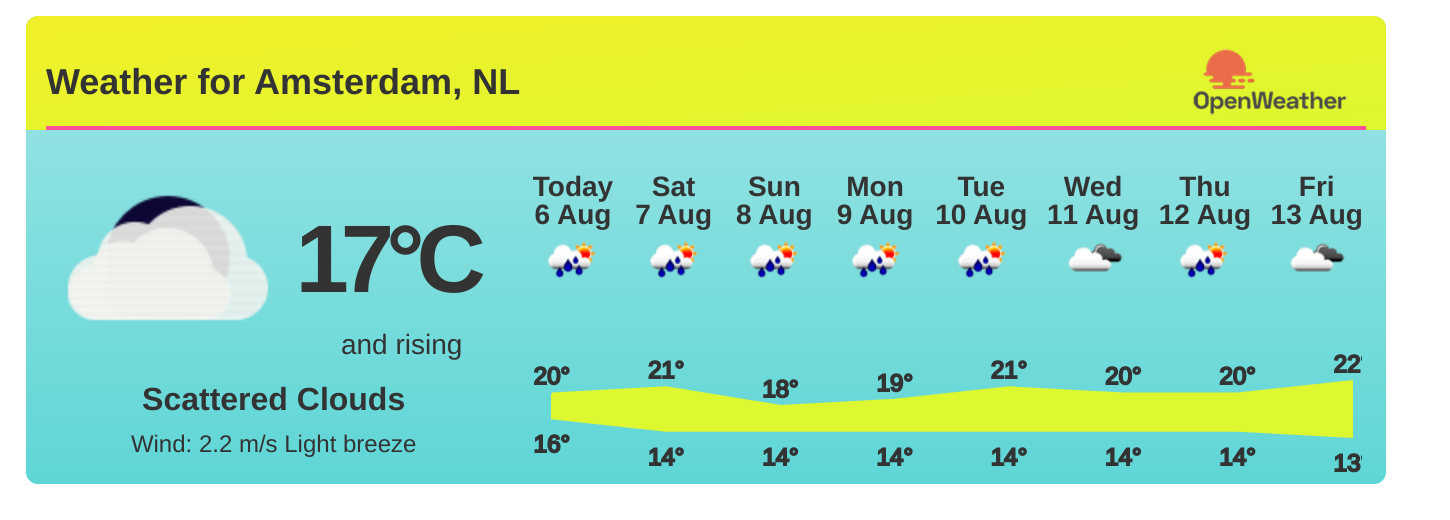 Weather for Amsterdam, NL
OpenWeather
17°C
and rising
Scattered Clouds
Wind: 2.2 m/s Light breeze
Today Sat Sun Mon Tue Wed Thu Fri
6 Aug 7 Aug 8 Aug 9 Aug 10 Aug 11 Aug 12 Aug 13 Aug
20° 21° 18° 19° 21° 20° 20° 22°
16° 14° 14° 14° 14° 14° 14° 13°